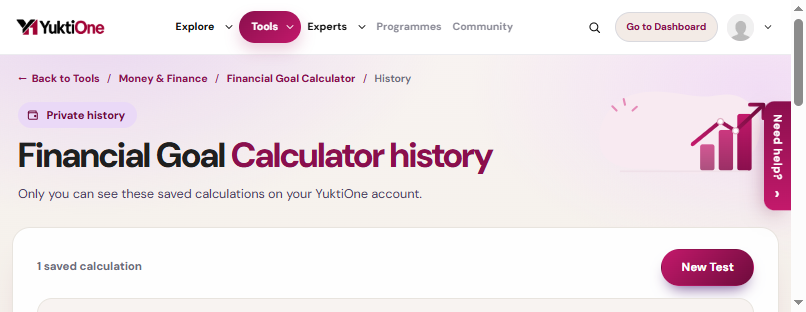 YuktiOne
Explore Tools Experts Programmes Community Go to Dashboard
← Back to Tools / Money & Finance / Financial Goal Calculator / History
Private history
Financial Goal Calculator history
Only you can see these saved calculations on your YuktiOne account.
Need help?
1 saved calculation
New Test